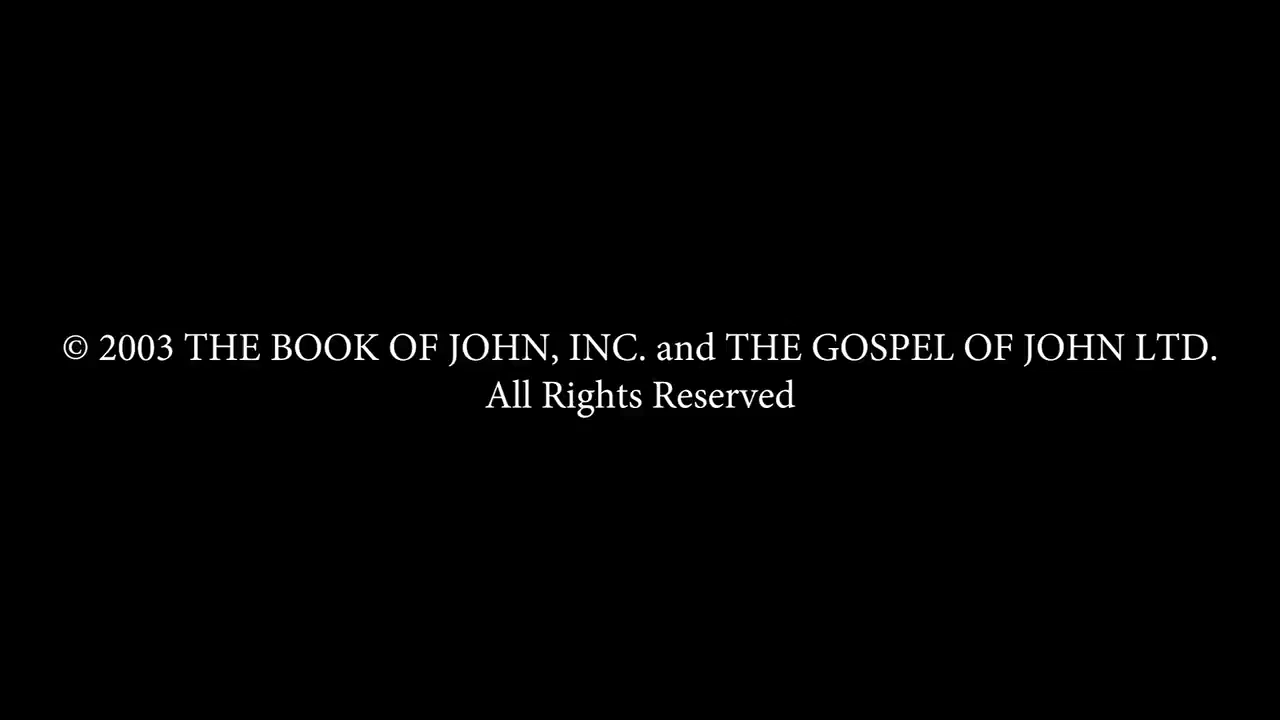 © 2003 THE BOOK OF JOHN, INC. and THE GOSPEL OF JOHN LTD.
All Rights Reserved